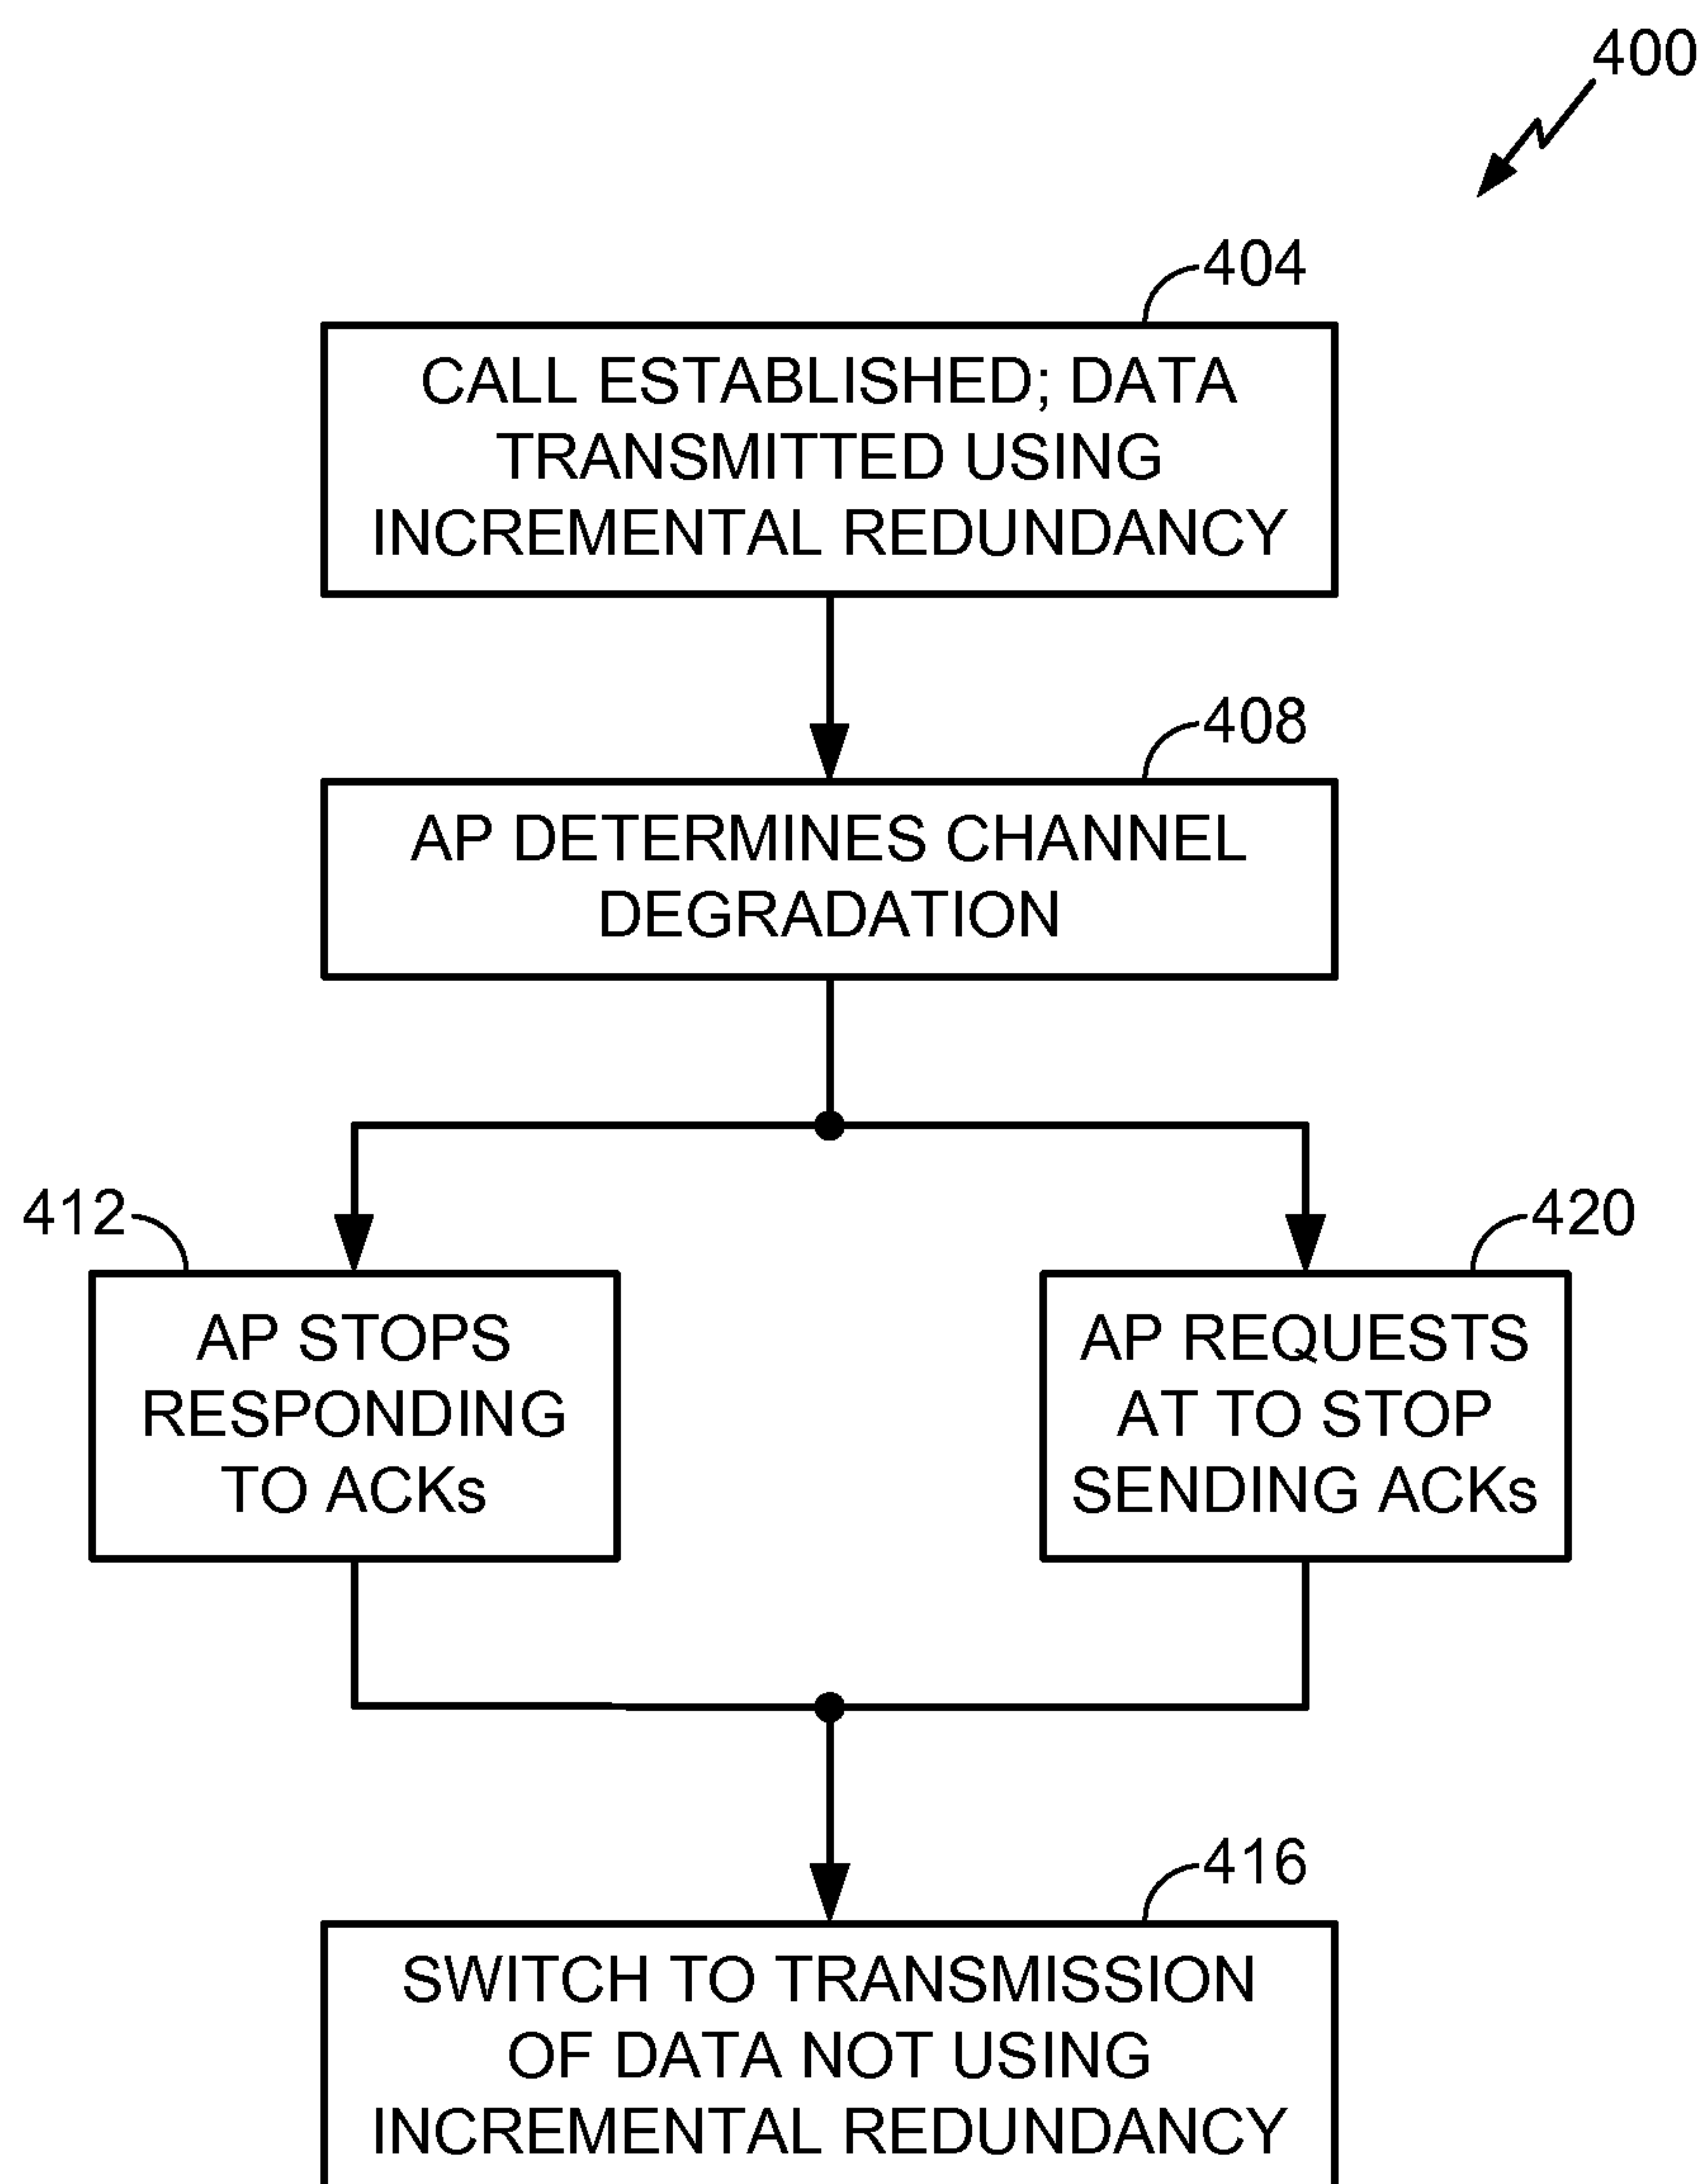 400
404
CALL ESTABLISHED; DATA
TRANSMITTED USING
INCREMENTAL REDUNDANCY
408
AP DETERMINES CHANNEL
DEGRADATION
412
AP STOPS
RESPONDING
TO ACKs
420
AP REQUESTS
AT TO STOP
SENDING ACKs
416
SWITCH TO TRANSMISSION
OF DATA NOT USING
INCREMENTAL REDUNDANCY